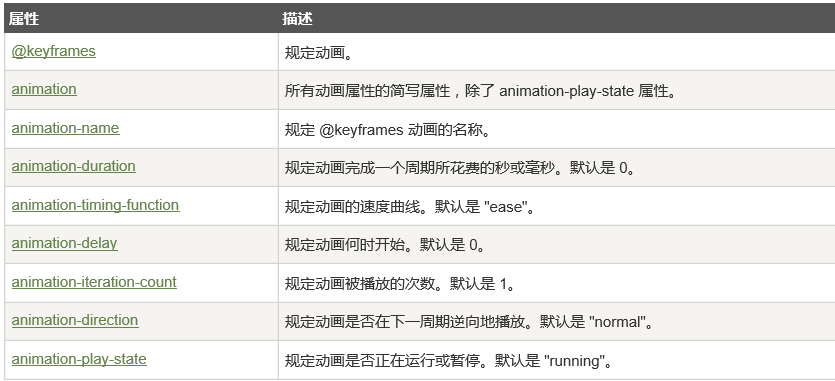 属性 描述
@keyframes 规定动画。
animation 所有动画属性的简写属性，除了 animation-play-state 属性。
animation-name 规定 @keyframes 动画的名称。
animation-duration 规定动画完成一个周期所花费的秒或毫秒。默认是 0。
animation-timing-function 规定动画的速度曲线。默认是 "ease"。
animation-delay 规定动画何时开始。默认是 0。
animation-iteration-count 规定动画被播放的次数。默认是 1。
animation-direction 规定动画是否在下一周期逆向地播放。默认是 "normal"。
animation-play-state 规定动画是否正在运行或暂停。默认是 "running"。